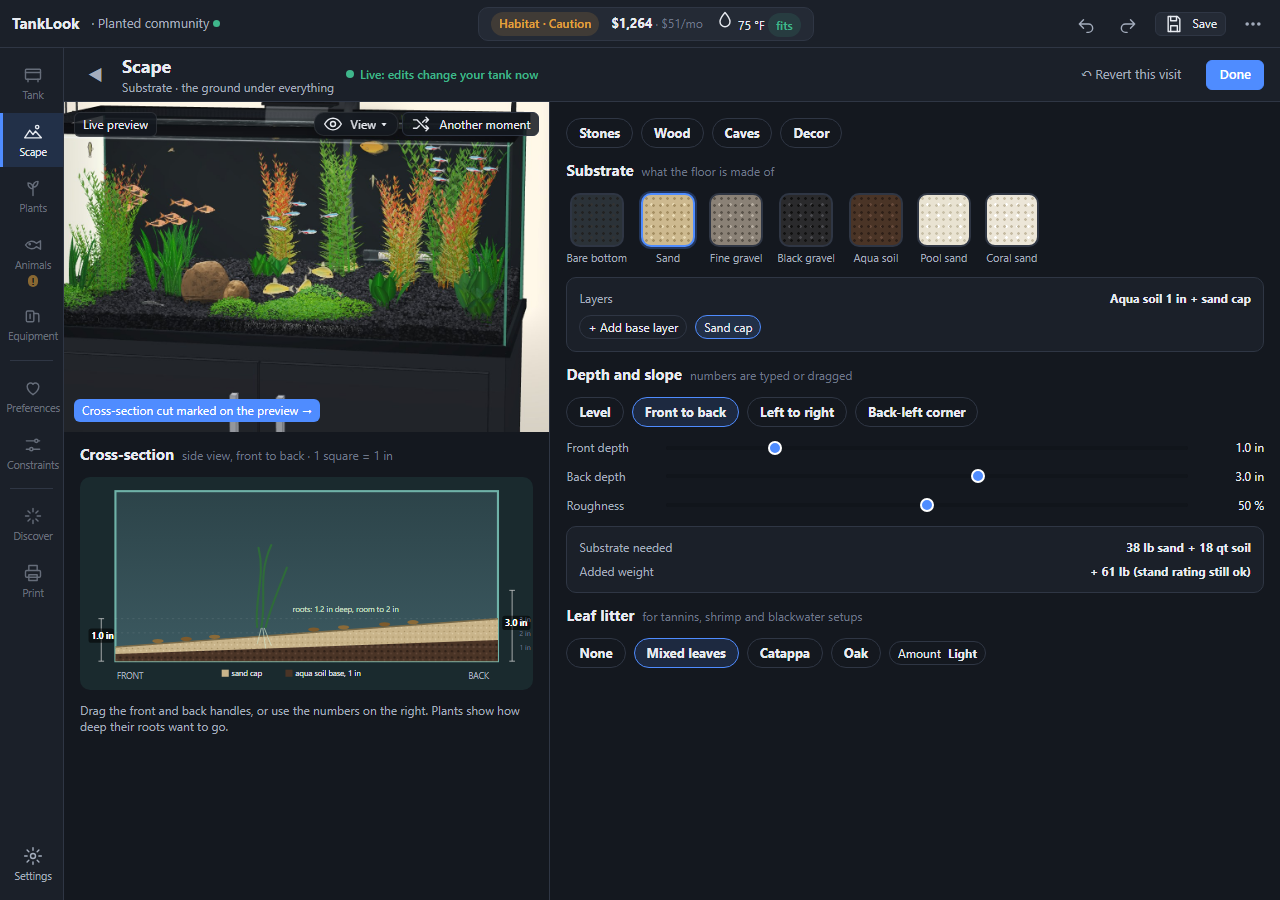 TankLook · Planted community
Habitat · Caution $1,264 · $51/mo 75 °F fits
Save
Tank
Scape
Plants
Animals
Equipment
Preferences
Constraints
Discover
Print
Settings
Scape
Substrate · the ground under everything
Live: edits change your tank now
Revert this visit
Done
Live preview
View
Another moment
Cross-section cut marked on the preview →
Cross-section side view, front to back · 1 square = 1 in
roots: 1.2 in deep, room to 2 in
1.0 in
3.0 in
2 in
1 in
FRONT
sand cap
aqua soil base, 1 in
BACK
Drag the front and back handles, or use the numbers on the right. Plants show how
deep their roots want to go.
Stones Wood Caves Decor
Substrate what the floor is made of
Bare bottom Sand Fine gravel Black gravel Aqua soil Pool sand Coral sand
Layers Aqua soil 1 in + sand cap
+ Add base layer Sand cap
Depth and slope numbers are typed or dragged
Level Front to back Left to right Back-left corner
Front depth 1.0 in
Back depth 3.0 in
Roughness 50 %
Substrate needed 38 lb sand + 18 qt soil
Added weight + 61 lb (stand rating still ok)
Leaf litter for tannins, shrimp and blackwater setups
None Mixed leaves Catappa Oak Amount Light